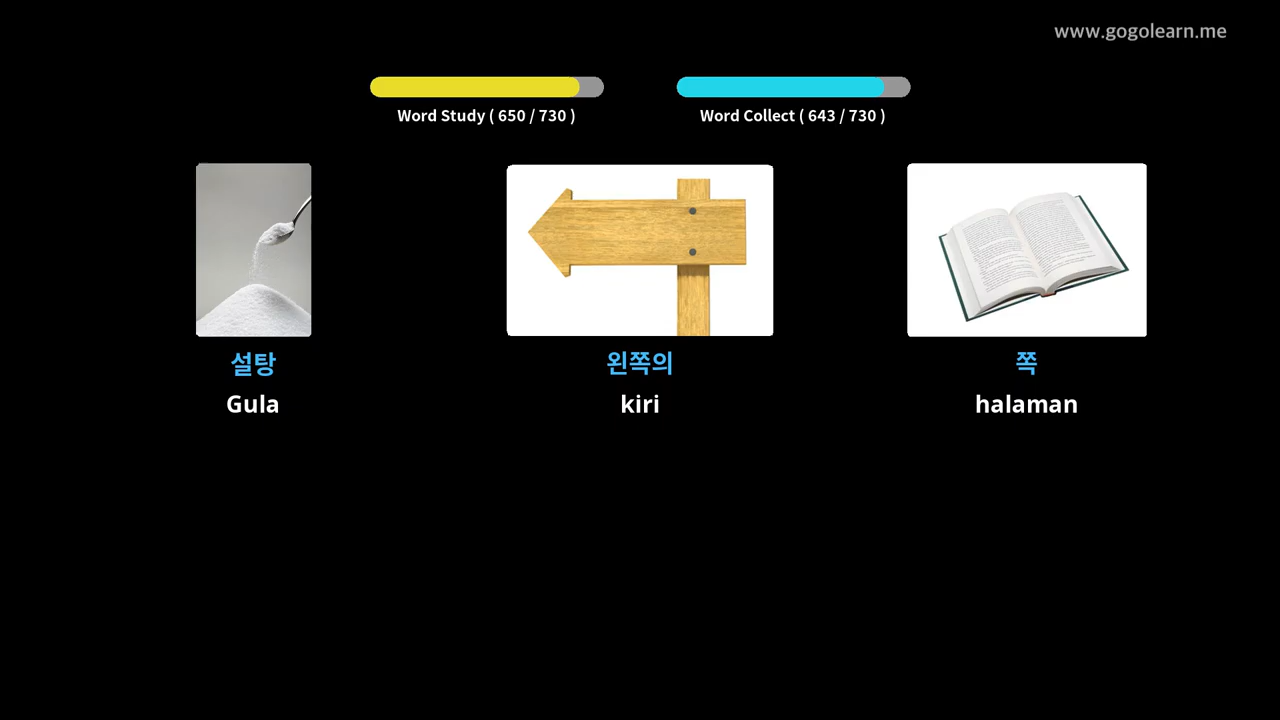 www.gogolearn.me
Word Study ( 650 / 730 )
Word Collect ( 643 / 730 )
설탕
Gula
왼쪽의
kiri
쪽
halaman